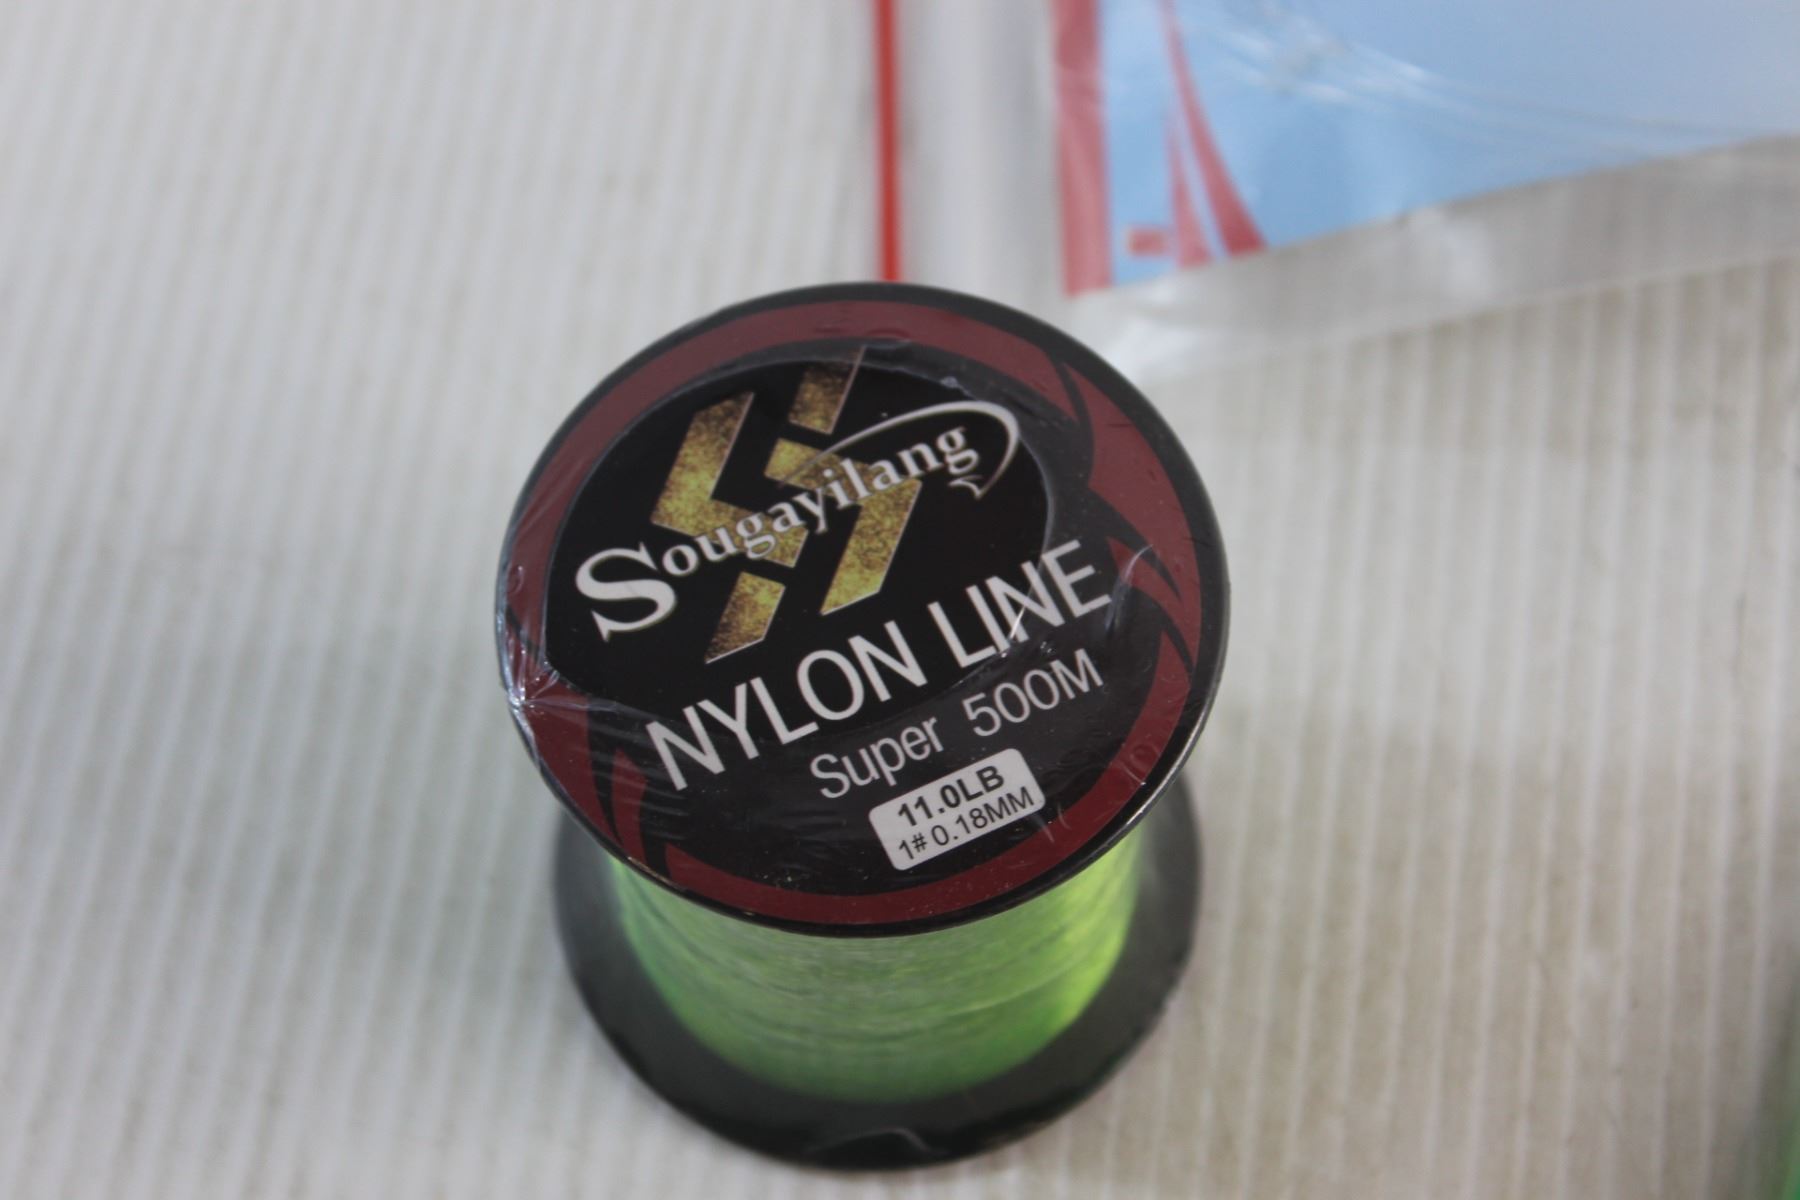 Sougayilang
NYLON LINE
Super 500M
11.0LB
1# 0.18MM